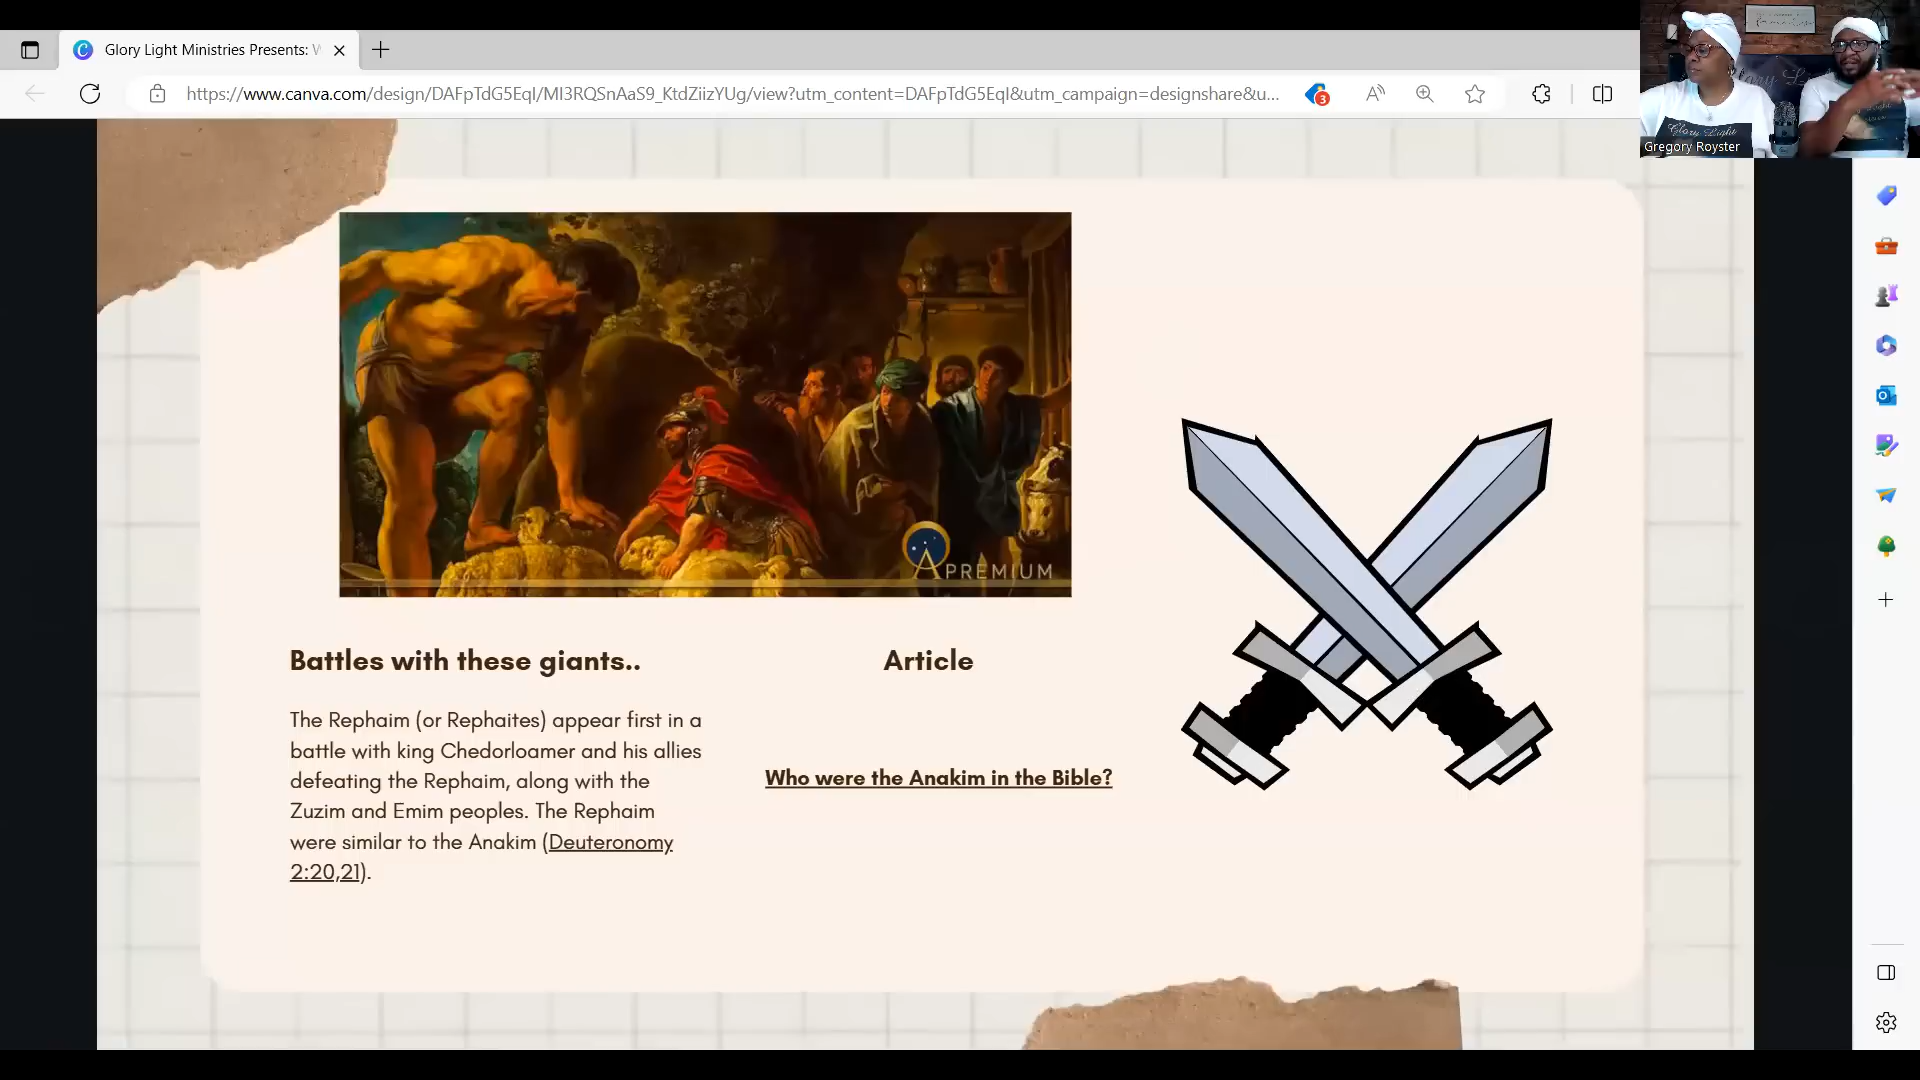 Glory Light Ministries Presents: W
https://www.canva.com/design/DAFpTdG5EqI/MI3RQSnAaS9_KtdZiizYUg/view?utm_content=DAFpTdG5EqI&utm_campaign=designshare&u...
3
Glory Light
Gregory Royster
PREMIUM
Battles with these giants..
The Rephaim (or Rephaites) appear first in a
battle with king Chedorloamer and his allies
defeating the Rephaim, along with the
Zuzim and Emim peoples. The Rephaim
were similar to the Anakim (Deuteronomy
2:20,21).
Article
Who were the Anakim in the Bible?